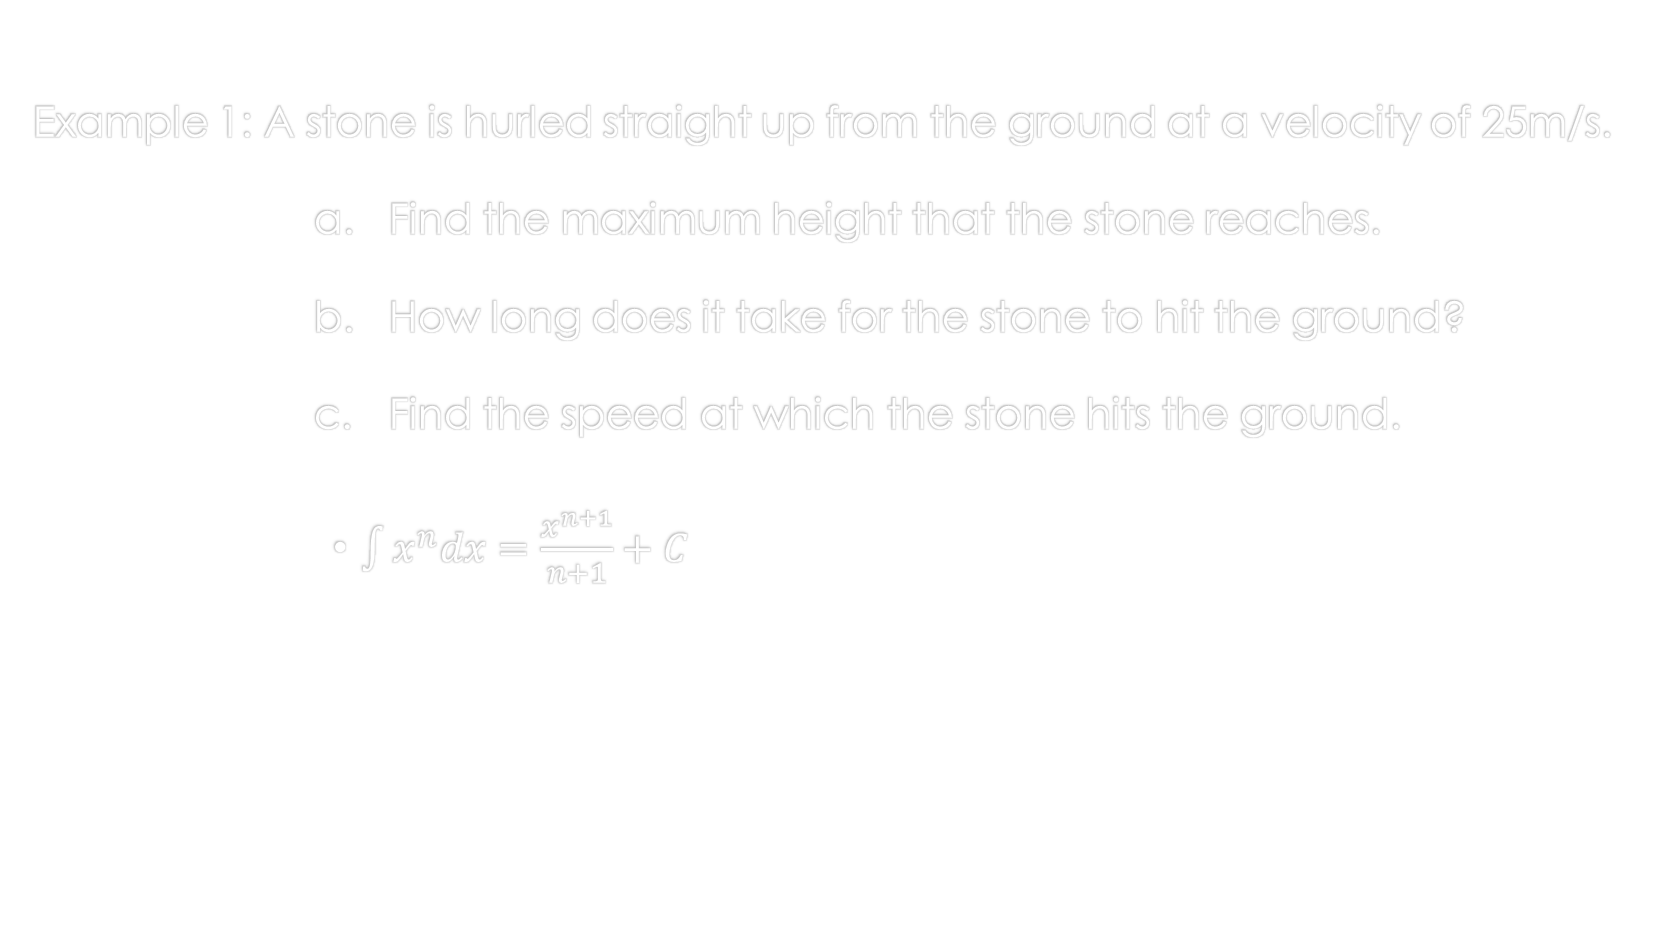 Example 1: A stone is hurled straight up from the ground at a velocity of 25m/s.
a. Find the maximum height that the stone reaches.
b. How long does it take for the stone to hit the ground?
c. Find the speed at which the stone hits the ground.
• ∫ xⁿ dx = xⁿ⁺¹/(n+1) + C